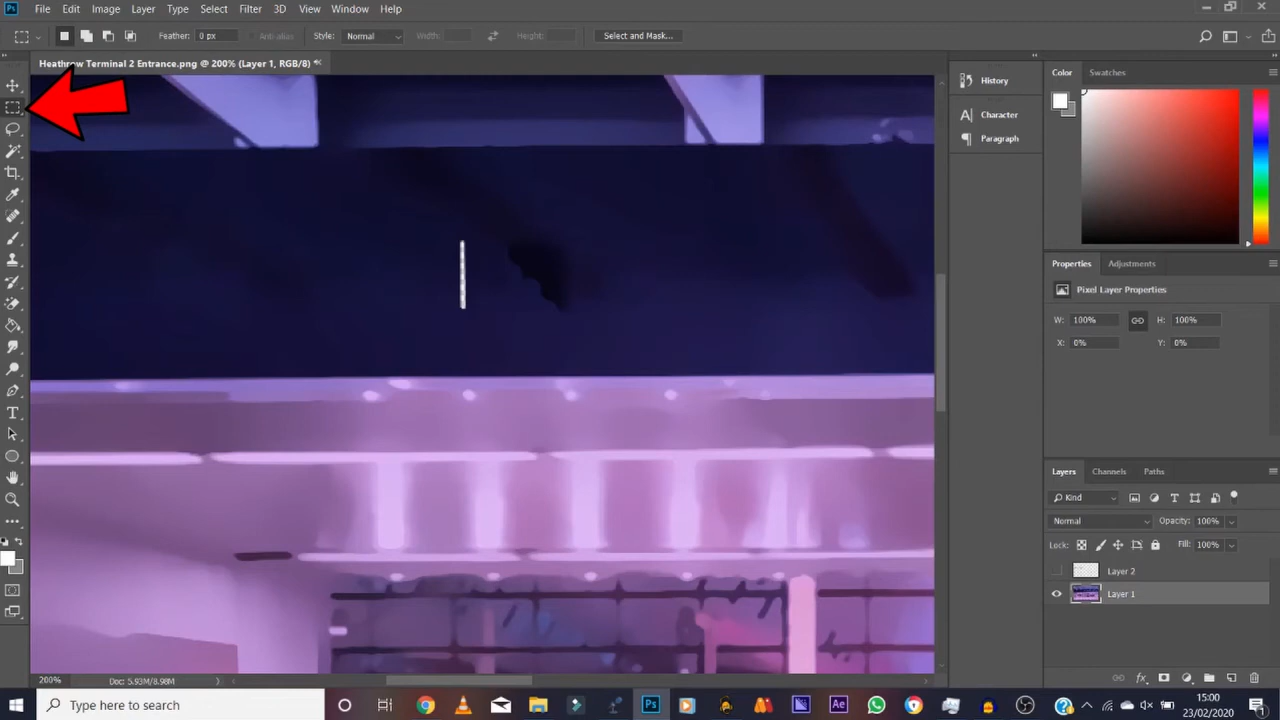 Ps File Edit Image Layer Type Select Filter 3D View Window Help
Feather: 0 px Anti-alias Style: Normal Width: Height: Select and Mask...
Heathrow Terminal 2 Entrance.png @ 200% (Layer 1, RGB/8) *
History
Character
Paragraph
Color Swatches
Properties Adjustments
Pixel Layer Properties
W: 100% H: 100%
X: 0% Y: 0%
Layers Channels Paths
Kind
Normal Opacity: 100%
Lock: Fill: 100%
Layer 2
Layer 1
200% Doc: 5.93M/8.98M
Type here to search
Ps
Ae
15:00
23/02/2020